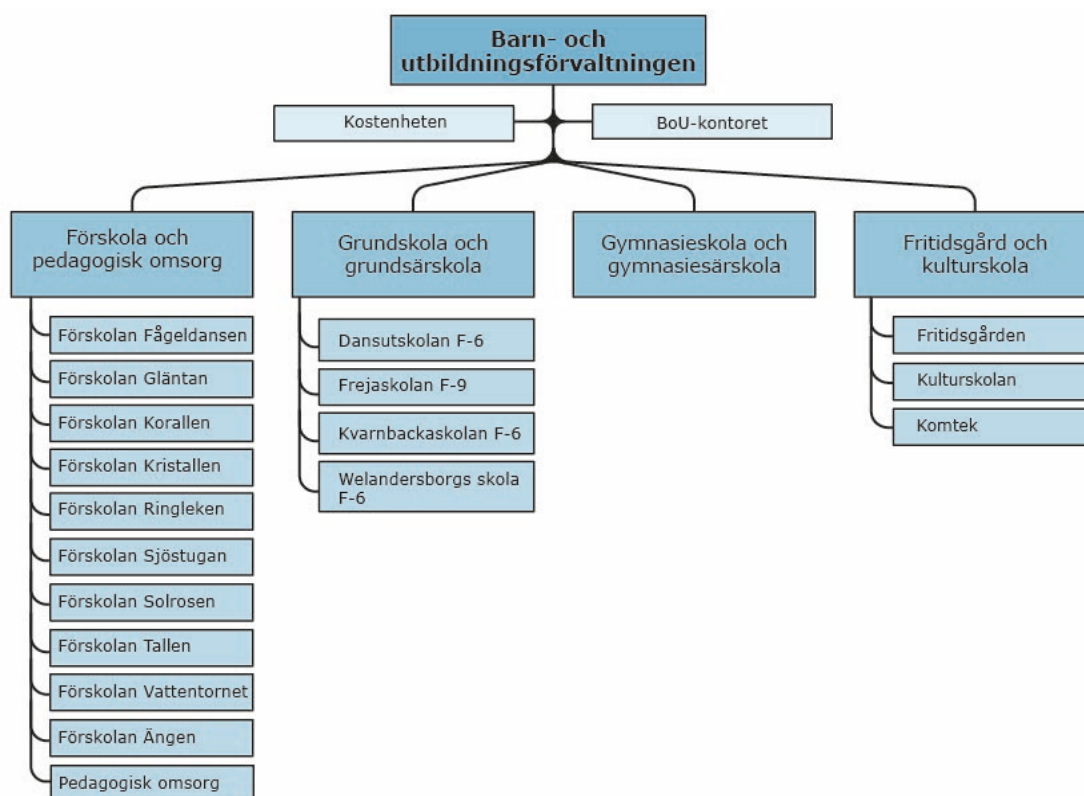 Barn- och
utbildningsförvaltningen
Kostenheten
BoU-kontoret
Förskola och
pedagogisk omsorg
Förskolan Fågeldansen
Förskolan Gläntan
Förskolan Korallen
Förskolan Kristallen
Förskolan Ringleken
Förskolan Sjöstugan
Förskolan Solrosen
Förskolan Tallen
Förskolan Vattentornet
Förskolan Ängen
Pedagogisk omsorg
Grundskola och
grundsärskola
Dansutskolan F-6
Frejaskolan F-9
Kvarnbackaskolan F-6
Welandersborgs skola
F-6
Gymnasieskola och
gymnasiesärskola
Fritidsgård och
kulturskola
Fritidsgården
Kulturskolan
Komtek